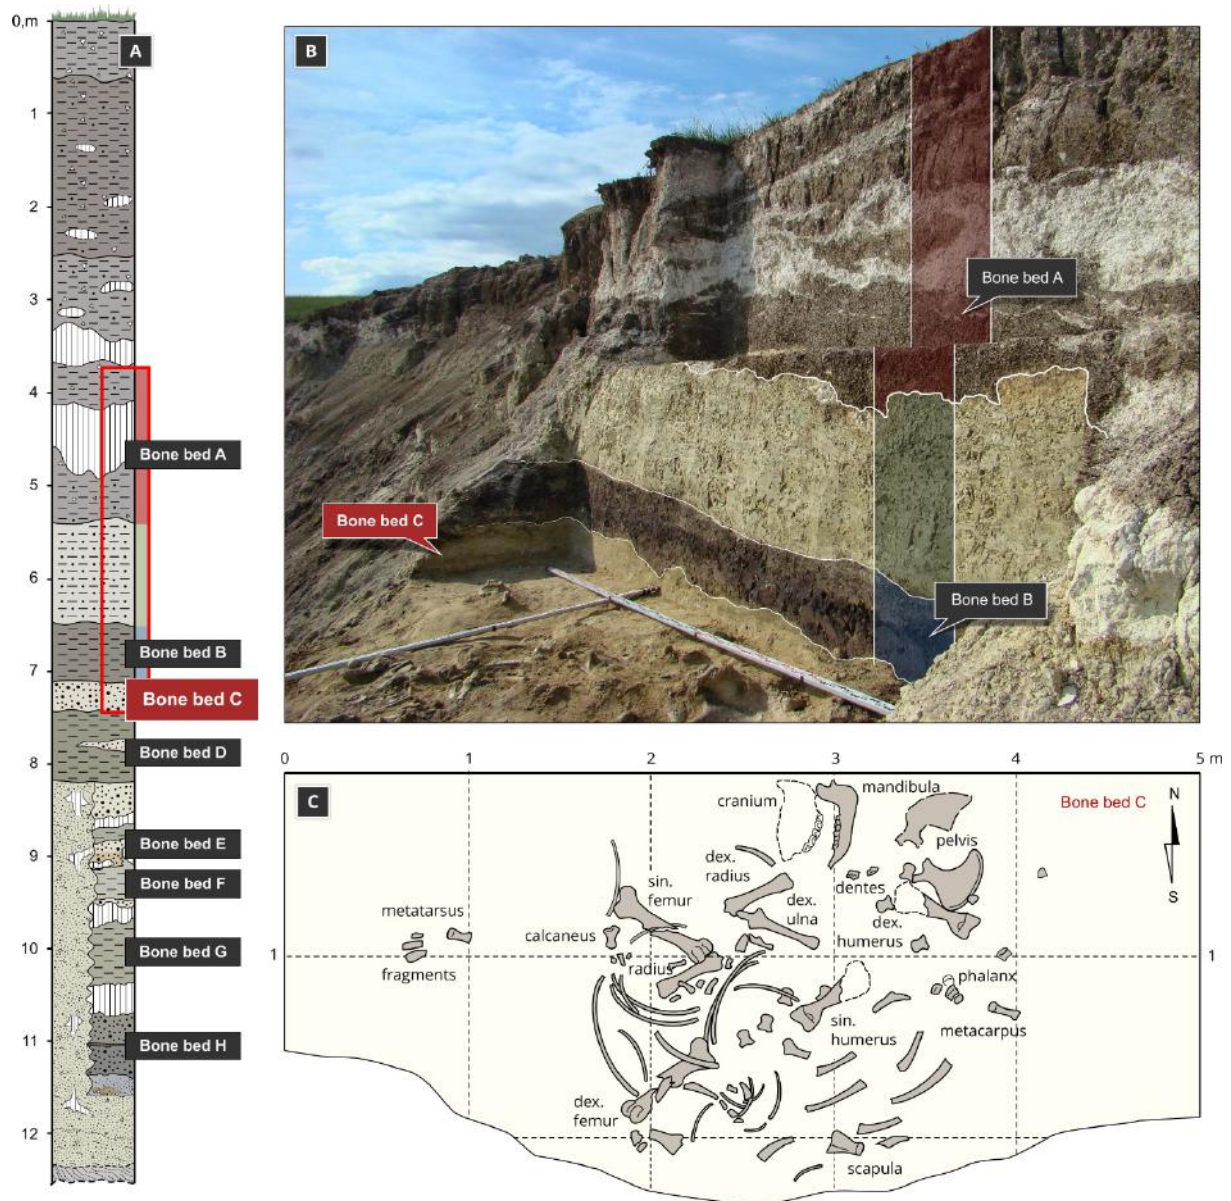 0,m
A
1
2
3
4
Bone bed A
5
6
Bone bed B
7
Bone bed C
Bone bed D
8
Bone bed E
9
Bone bed F
10
Bone bed G
11
Bone bed H
12
B
Bone bed A
Bone bed C
Bone bed B
0 1 2 3 4 5 m
C
Bone bed C
N
S
cranium
mandibula
pelvis
dex.
radius
dentes
sin.
femur
dex.
ulna
dex.
humerus
metatarsus
calcaneus
1
1
fragments
radius
phalanx
sin.
humerus
metacarpus
dex.
femur
scapula